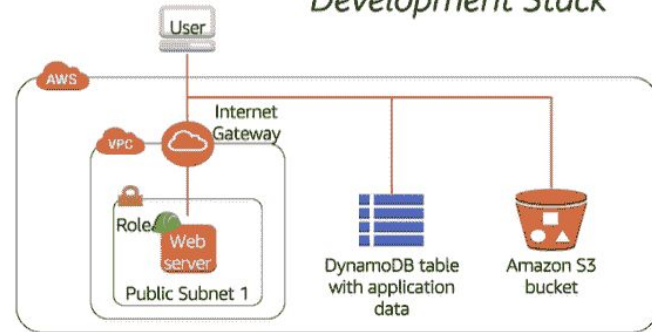 Development Stack
User
AWS
Internet
Gateway
VPC
Role
Web
server
Public Subnet 1
DynamoDB table
with application
data
Amazon S3
bucket